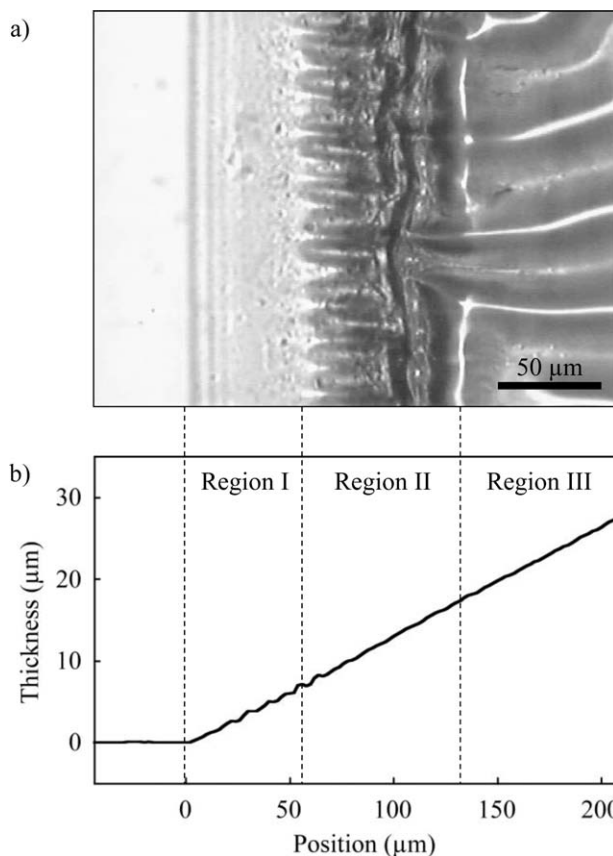 a)
50 µm
b)
Region I
Region II
Region III
30
20
10
0
Thickness (µm)
0
50
100
150
200
Position (µm)